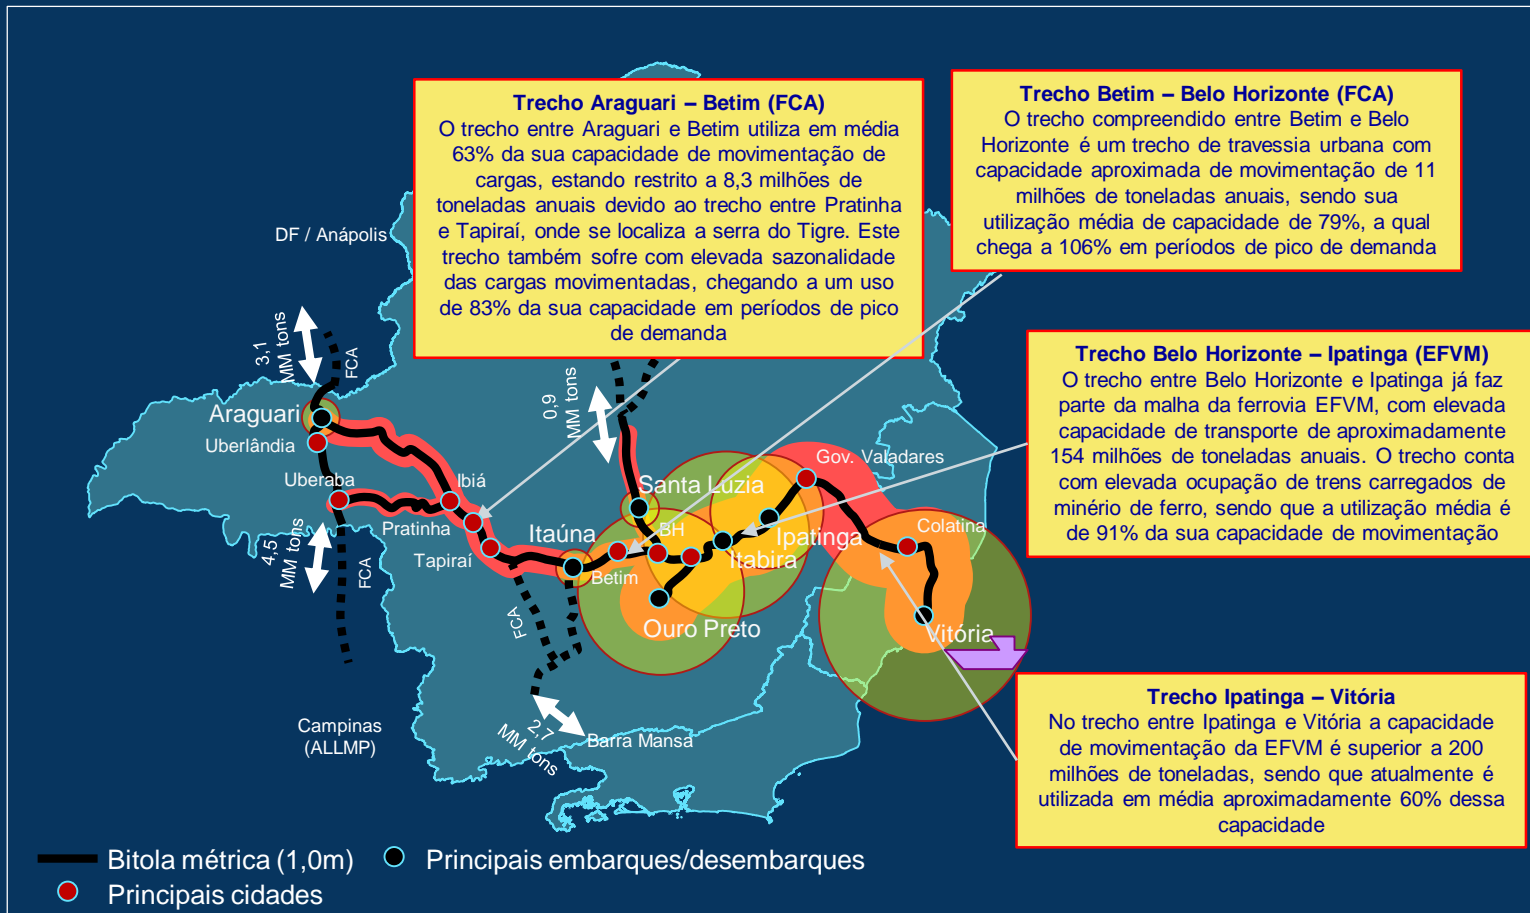 Trecho Araguari – Betim (FCA)
O trecho entre Araguari e Betim utiliza em média
63% da sua capacidade de movimentação de
cargas, estando restrito a 8,3 milhões de
toneladas anuais devido ao trecho entre Pratinha
e Tapiraí, onde se localiza a serra do Tigre. Este
trecho também sofre com elevada sazonalidade
das cargas movimentadas, chegando a um uso
de 83% da sua capacidade em períodos de pico
de demanda
Trecho Betim – Belo Horizonte (FCA)
O trecho compreendido entre Betim e Belo
Horizonte é um trecho de travessia urbana com
capacidade aproximada de movimentação de 11
milhões de toneladas anuais, sendo sua
utilização média de capacidade de 79%, a qual
chega a 106% em períodos de pico de demanda
Trecho Belo Horizonte – Ipatinga (EFVM)
O trecho entre Belo Horizonte e Ipatinga já faz
parte da malha da ferrovia EFVM, com elevada
capacidade de transporte de aproximadamente
154 milhões de toneladas anuais. O trecho conta
com elevada ocupação de trens carregados de
minério de ferro, sendo que a utilização média é
de 91% da sua capacidade de movimentação
Trecho Ipatinga – Vitória
No trecho entre Ipatinga e Vitória a capacidade
de movimentação da EFVM é superior a 200
milhões de toneladas, sendo que atualmente é
utilizada em média aproximadamente 60% dessa
capacidade
DF / Anápolis
3,1
MM tons
FCA
Araguari
Uberlândia
Uberaba
Ibiá
Pratinha
Tapiraí
4,5
MM tons
FCA
Campinas
(ALLMP)
0,9
MM tons
Santa Lúzia
Itaúna
BH
Betim
Ouro Preto
Itabira
Ipatinga
Gov. Valadares
Colatina
Vitória
FCA
2,7
MM tons
Barra Mansa
Bitola métrica (1,0m)
Principais embarques/desembarques
Principais cidades